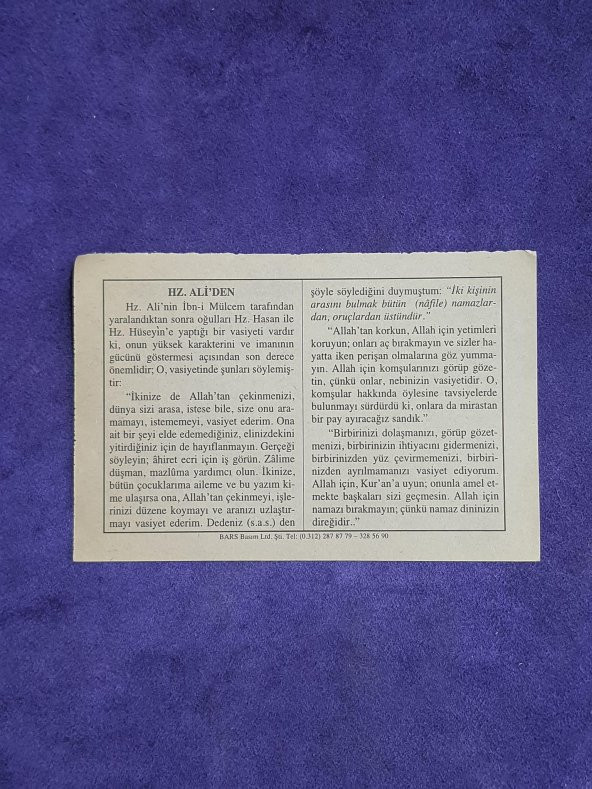 HZ. ALİ'DEN
Hz. Ali'nin İbn-i Mülcem tarafından
yaralandıktan sonra oğulları Hz. Hasan ile
Hz. Hüseyin'e yaptığı bir vasiyeti vardır
ki, onun yüksek karakterini ve imanının
gücünü göstermesi açısından son derece
önemlidir; O, vasiyetinde şunları söylemiş-
tir:
"İkinize de Allah'tan çekinmenizi,
dünya sizi arasa, istese bile, size onu ara-
mamayı, istememeyi, vasiyet ederim. Ona
ait bir şeyi elde edemediğiniz, elinizdekini
yitirdiğiniz için de hayıflanmayın. Gerçeği
söyleyin; âhiret ecri için iş görün. Zâlime
düşman, mazlûma yardımcı olun. İkinize,
bütün çocuklarıma aileme ve bu yazım ki-
me ulaşırsa ona, Allah'tan çekinmeyi, işle-
rinizi düzene koymayı ve aranızı uzlaştır-
mayı vasiyet ederim. Dedeniz (s.a.s.) den
şöyle söylediğini duymuştum: "İki kişinin
arasını bulmak bütün (nâfile) namazlar-
dan, oruçlardan üstündür."
"Allah'tan korkun, Allah için yetimleri
koruyun; onları aç bırakmayın ve sizler ha-
yatta iken perişan olmalarına göz yumma-
yın. Allah için komşularınızı görüp göze-
tin, çünkü onlar, nebinizin vasiyetidir. O,
komşular hakkında öylesine tavsiyelerde
bulunmayı sürdürdü ki, onlara da mirastan
bir pay ayıracağız sandık."
"Birbirinizi dolaşmanızı, görüp gözet-
menizi, birbirinizin ihtiyacını gidermenizi,
birbirinizden yüz çevirmemenizi, birbiri-
nizden ayrılmamanızı vasiyet ediyorum.
Allah için, Kur'an'a uyun; onunla amel et-
mekte başkaları sizi geçmesin. Allah için
namazı bırakmayın; çünkü namaz dininizin
direğidir.."
BARS Basım Ltd. Şti. Tel: (0.312) 287 87 79 – 328 56 90